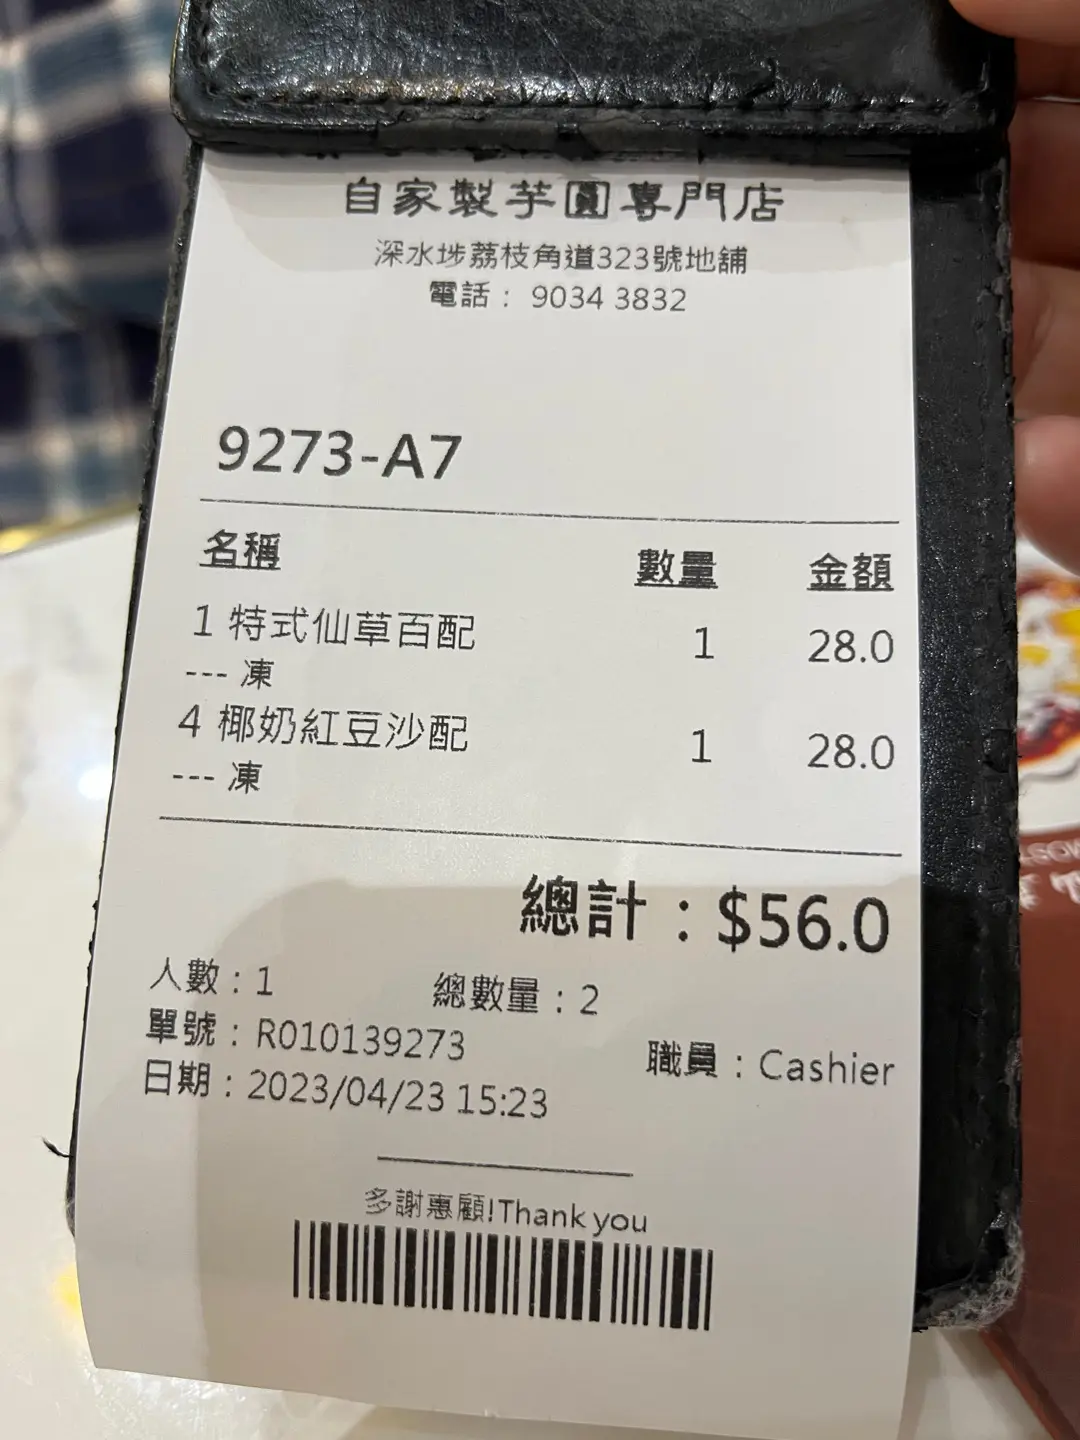 自家製芋圓專門店
深水埗荔枝角道323號地舖
電話： 9034 3832
9273-A7
名稱 數量 金額
1 特式仙草百配 1 28.0
--- 凍
4 椰奶紅豆沙配 1 28.0
--- 凍
總計：$56.0
人數：1 總數量：2
單號：R010139273
職員：Cashier
日期：2023/04/23 15:23
多謝惠顧!Thank you